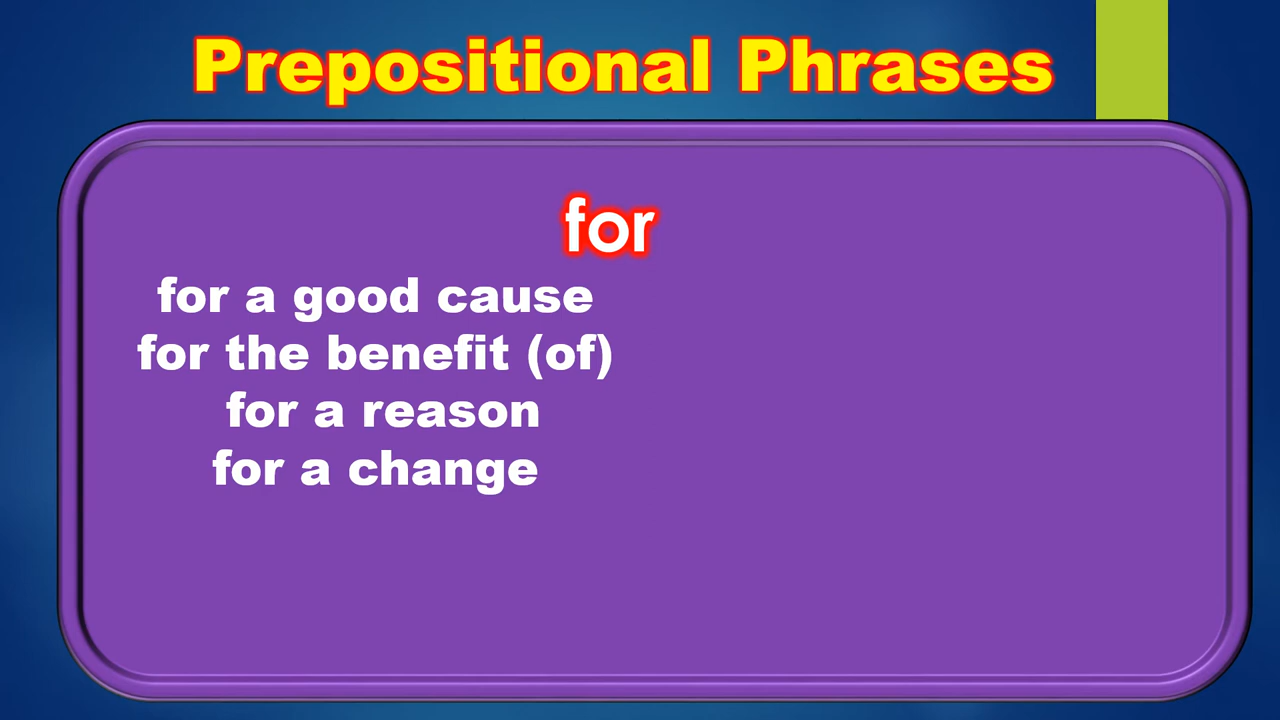 Prepositional Phrases
for
for a good cause
for the benefit (of)
for a reason
for a change